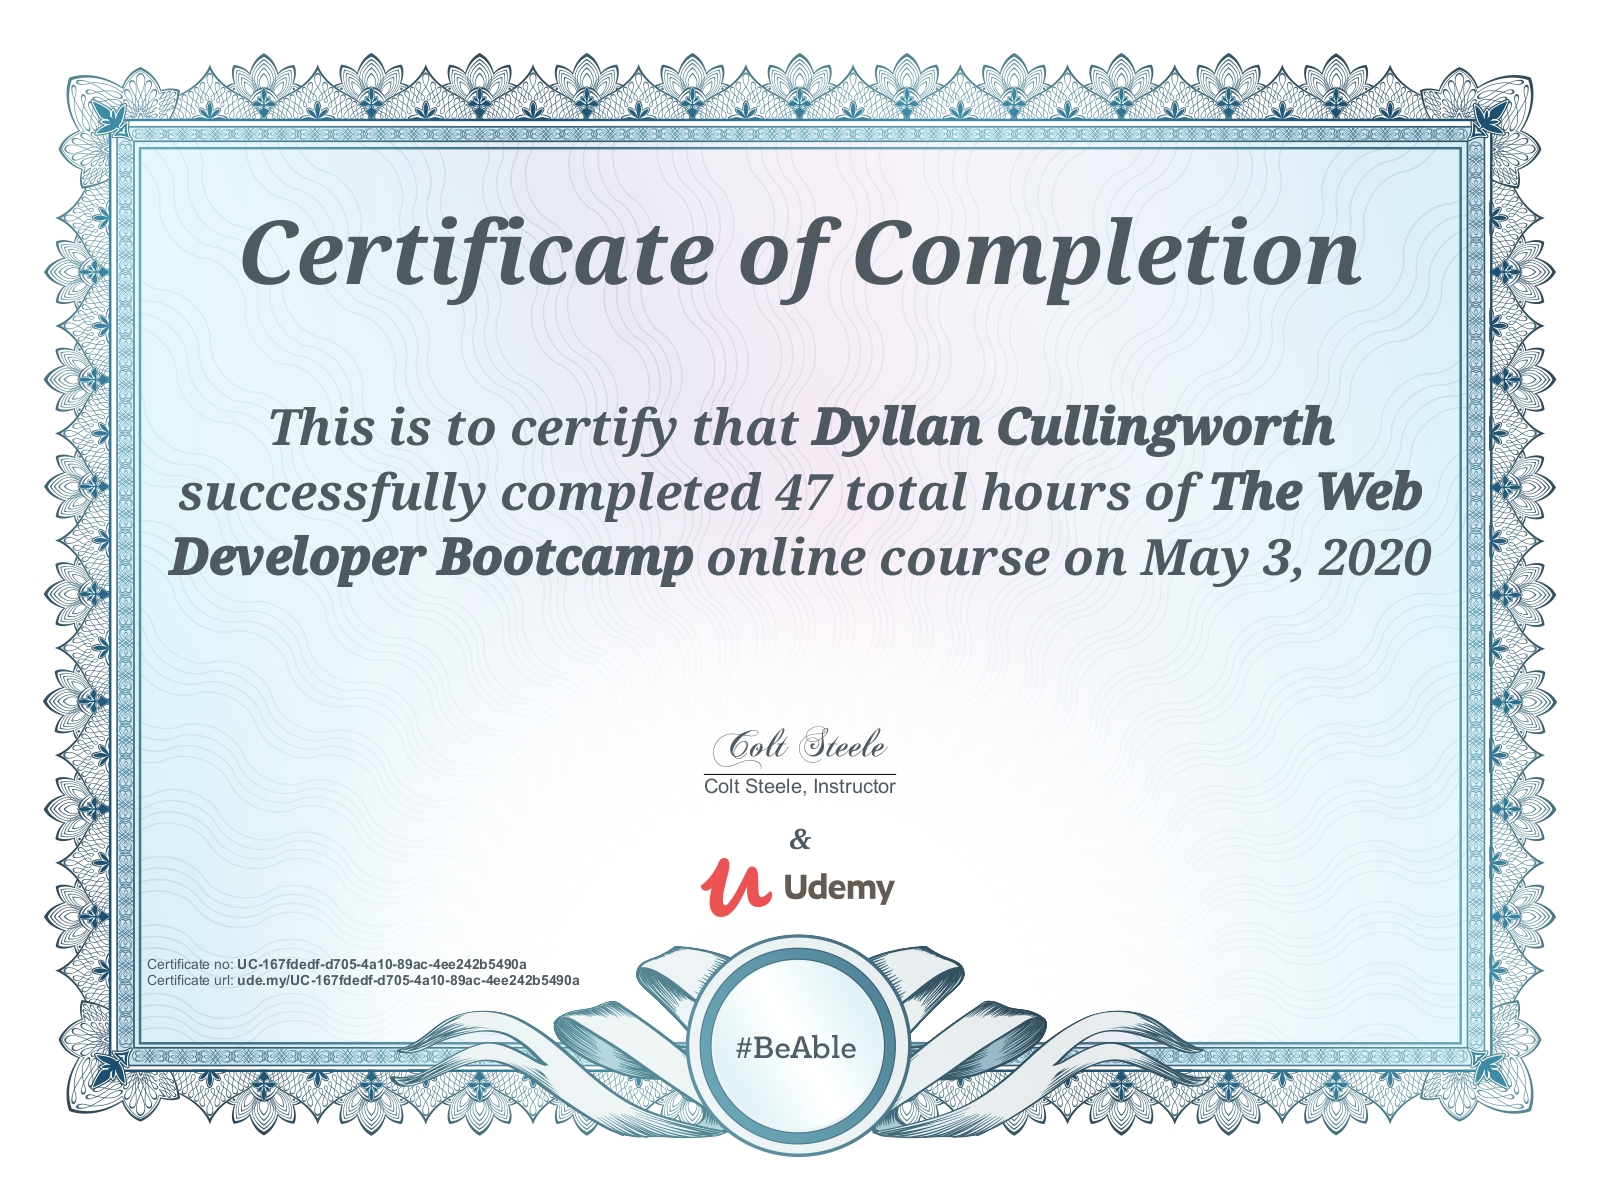 Certificate of Completion
This is to certify that Dyllan Cullingworth
successfully completed 47 total hours of The Web
Developer Bootcamp online course on May 3, 2020
Colt Steele
Colt Steele, Instructor
&
Udemy
Certificate no: UC-167fdedf-d705-4a10-89ac-4ee242b5490a
Certificate url: ude.my/UC-167fdedf-d705-4a10-89ac-4ee242b5490a
#BeAble